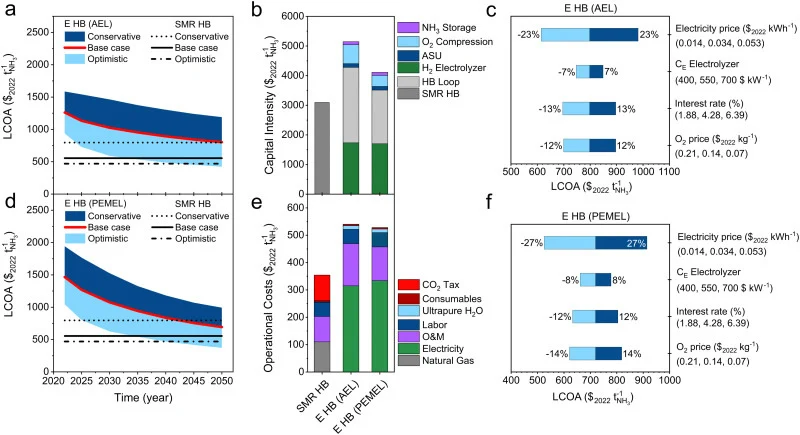 a
E HB (AEL)
SMR HB
Conservative
Conservative
Base case
Base case
Optimistic
Optimistic
LCOA ($2022 t-1NH3)
2500
2000
1500
1000
500
0
b
Capital Intensity ($2022 t-1NH3)
6000
5000
4000
3000
2000
1000
0
NH3 Storage
O2 Compression
ASU
H2 Electrolyzer
HB Loop
SMR HB
c
E HB (AEL)
-23%
23%
Electricity price ($2022 kWh-1)
(0.014, 0.034, 0.053)
-7%
7%
CE Electrolyzer
(400, 550, 700 $ kW-1)
-13%
13%
Interest rate (%)
(1.88, 4.28, 6.39)
-12%
12%
O2 price ($2022 kg-1)
(0.21, 0.14, 0.07)
500 600 700 800 900 1000 1100
LCOA ($2022 t-1NH3)
d
E HB (PEMEL)
SMR HB
Conservative
Conservative
Base case
Base case
Optimistic
Optimistic
LCOA ($2022 t-1NH3)
2500
2000
1500
1000
500
0
2020 2025 2030 2035 2040 2045 2050
Time (year)
e
Operational Costs ($2022 t-1NH3)
600
500
400
300
200
100
0
SMR HB
E HB (AEL)
E HB (PEMEL)
CO2 Tax
Consumables
Ultrapure H2O
Labor
O&M
Electricity
Natural Gas
f
E HB (PEMEL)
-27%
27%
Electricity price ($2022 kWh-1)
(0.014, 0.034, 0.053)
-8%
8%
CE Electrolyzer
(400, 550, 700 $ kW-1)
-12%
12%
Interest rate (%)
(1.88, 4.28, 6.39)
-14%
14%
O2 price ($2022 kg-1)
(0.21, 0.14, 0.07)
400 500 600 700 800 900 1000
LCOA ($2022 t-1NH3)